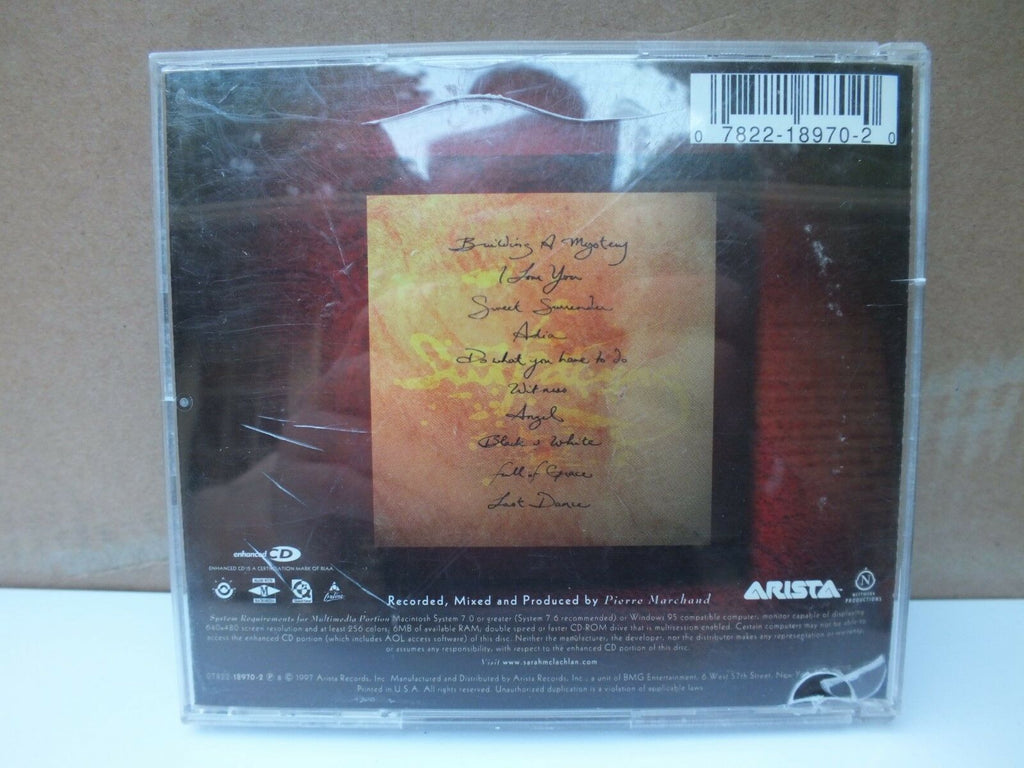 0 7822-18970-2 0
Building A Mystery
I Love You
Sweet Surrender
Adia
Do what you have to do
Witness
Angel
Black & White
full of Grace
Last Dance
enhanced CD
ENHANCED CD IS A CERTIFICATION MARK OF RIAA
ARISTA
N
NETTWERK
PRODUCTIONS
Recorded, Mixed and Produced by Pierre Marchand
System Requirements for Multimedia Portion Macintosh System 7.0 or greater (System 7.6 recommended) or Windows 95 compatible computer, monitor capable of displaying
640x480 screen resolution and at least 256 colors, 6MB of available RAM, double speed or faster CD-ROM drive that is multisession enabled. Certain computers may not be able to
access the enhanced CD portion (which includes AOL access software) of this disc. Neither the manufacturer, the developer, nor the distributor makes any representation or warranty,
or assumes any responsibility, with respect to the enhanced CD portion of this disc.
Visit www.sarahmclachlan.com
07822-18970-2 ℗ & © 1997 Arista Records, Inc. Manufactured and Distributed by Arista Records, Inc., a unit of BMG Entertainment, 6 West 57th Street, New
Printed in U.S.A. All rights reserved. Unauthorized duplication is a violation of applicable laws